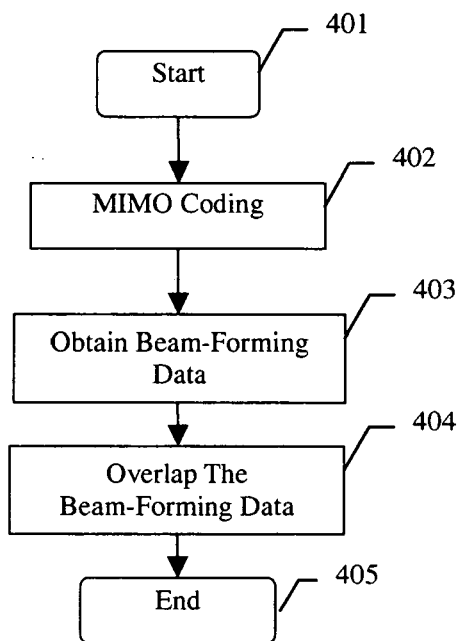 401
Start
402
MIMO Coding
403
Obtain Beam-Forming
Data
404
Overlap The
Beam-Forming Data
405
End